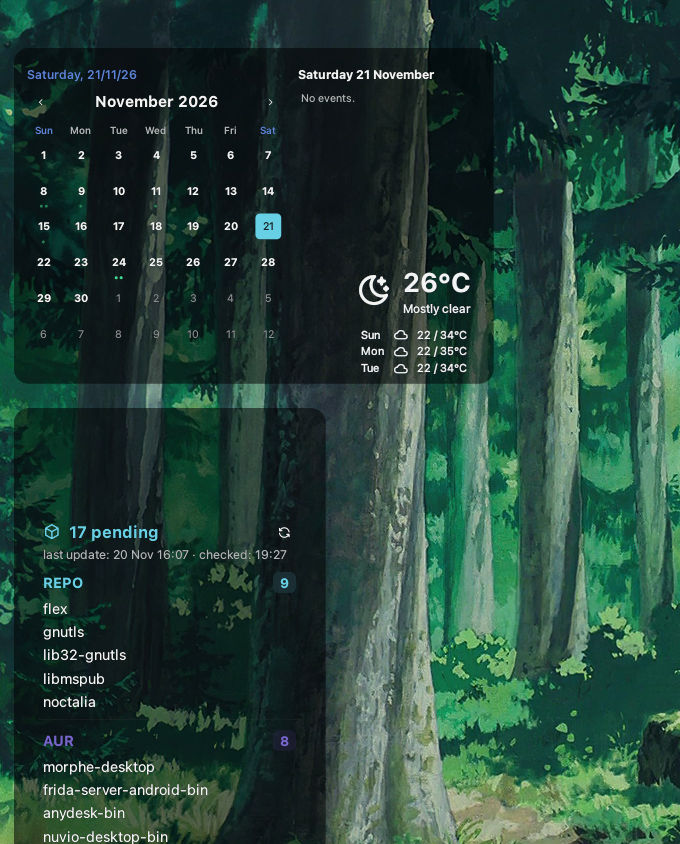 Saturday, 21/11/26
‹ November 2026 ›
Sun Mon Tue Wed Thu Fri Sat
1 2 3 4 5 6 7
8 9 10 11 12 13 14
15 16 17 18 19 20 21
22 23 24 25 26 27 28
29 30 1 2 3 4 5
6 7 8 9 10 11 12
Saturday 21 November
No events.
26°C
Mostly clear
Sun 22 / 34°C
Mon 22 / 35°C
Tue 22 / 34°C
17 pending
last update: 20 Nov 16:07 · checked: 19:27
REPO 9
flex
gnutls
lib32-gnutls
libmspub
noctalia
AUR 8
morphe-desktop
frida-server-android-bin
anydesk-bin
nuvio-desktop-bin